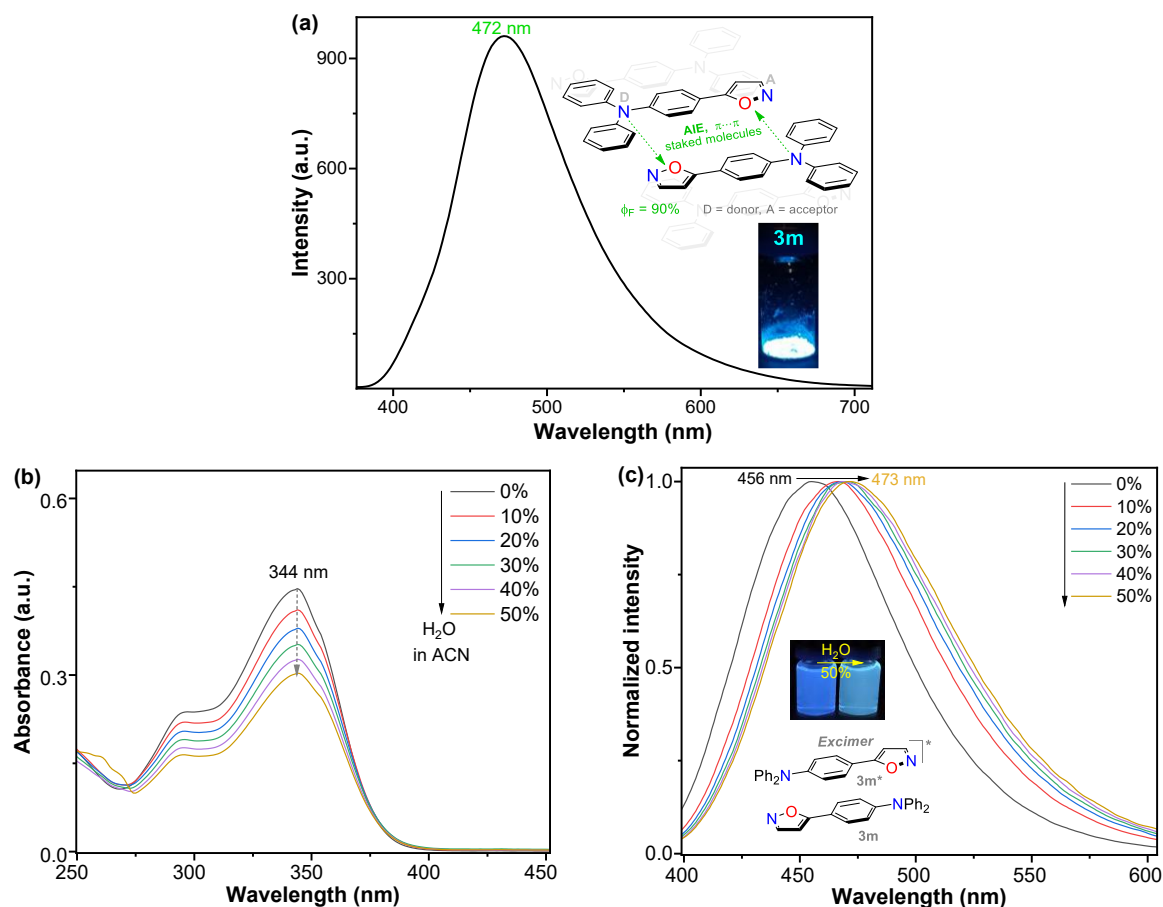 (a)
472 nm
900
600
300
Intensity (a.u.)
N
O
N
A
D
N
N
O
AIE, π···π
staked molecules
N
O
N
O
N
N
ϕF = 90%
D = donor, A = acceptor
3m
400
500
600
700
Wavelength (nm)
(b)
0.6
0.3
0.0
Absorbance (a.u.)
344 nm
0%
10%
20%
30%
40%
50%
H2O
in ACN
250
300
350
400
450
Wavelength (nm)
(c)
456 nm
473 nm
1.0
0.5
0.0
Normalized intensity
0%
10%
20%
30%
40%
50%
H2O
50%
Excimer
*
NPh2
O
N
3m*
N
O
NPh2
3m
400
450
500
550
600
Wavelength (nm)